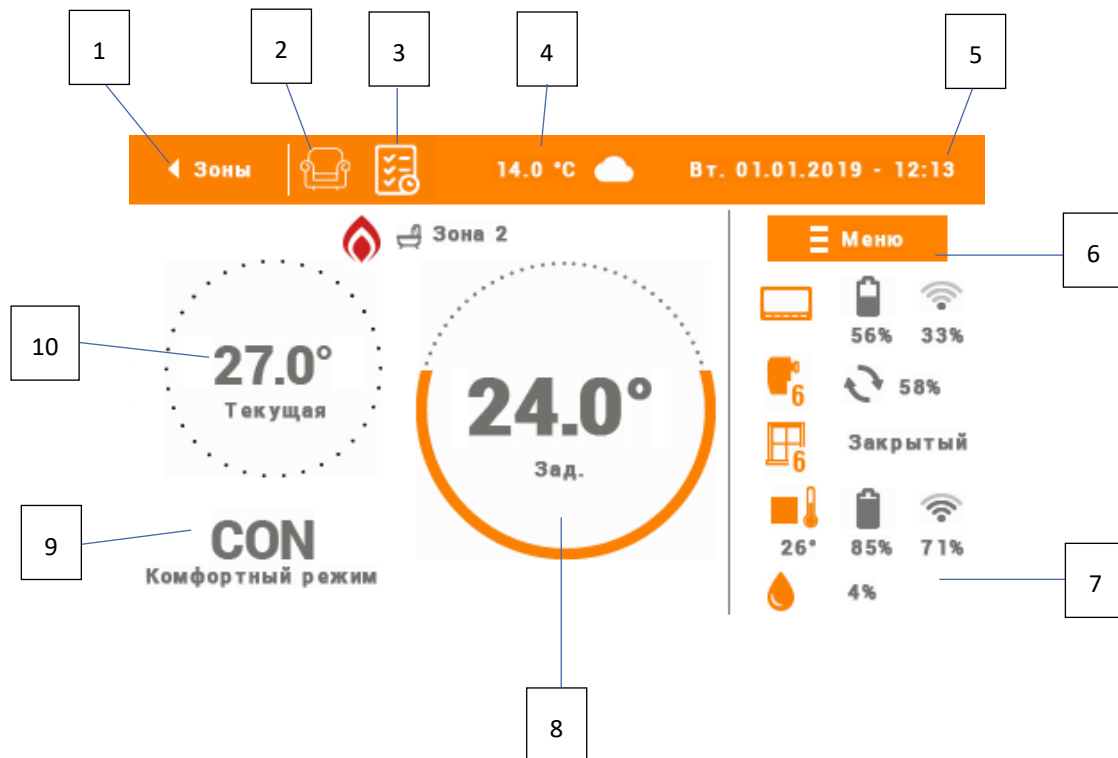 1
2
3
4
5
Зоны
14.0 °C
Вт. 01.01.2019 - 12:13
Зона 2
Меню
6
56% 33%
10
27.0°
Текущая
24.0°
Зад.
6 58%
6 Закрытый
9
CON
Комфортный режим
26° 85% 71%
7
4%
8